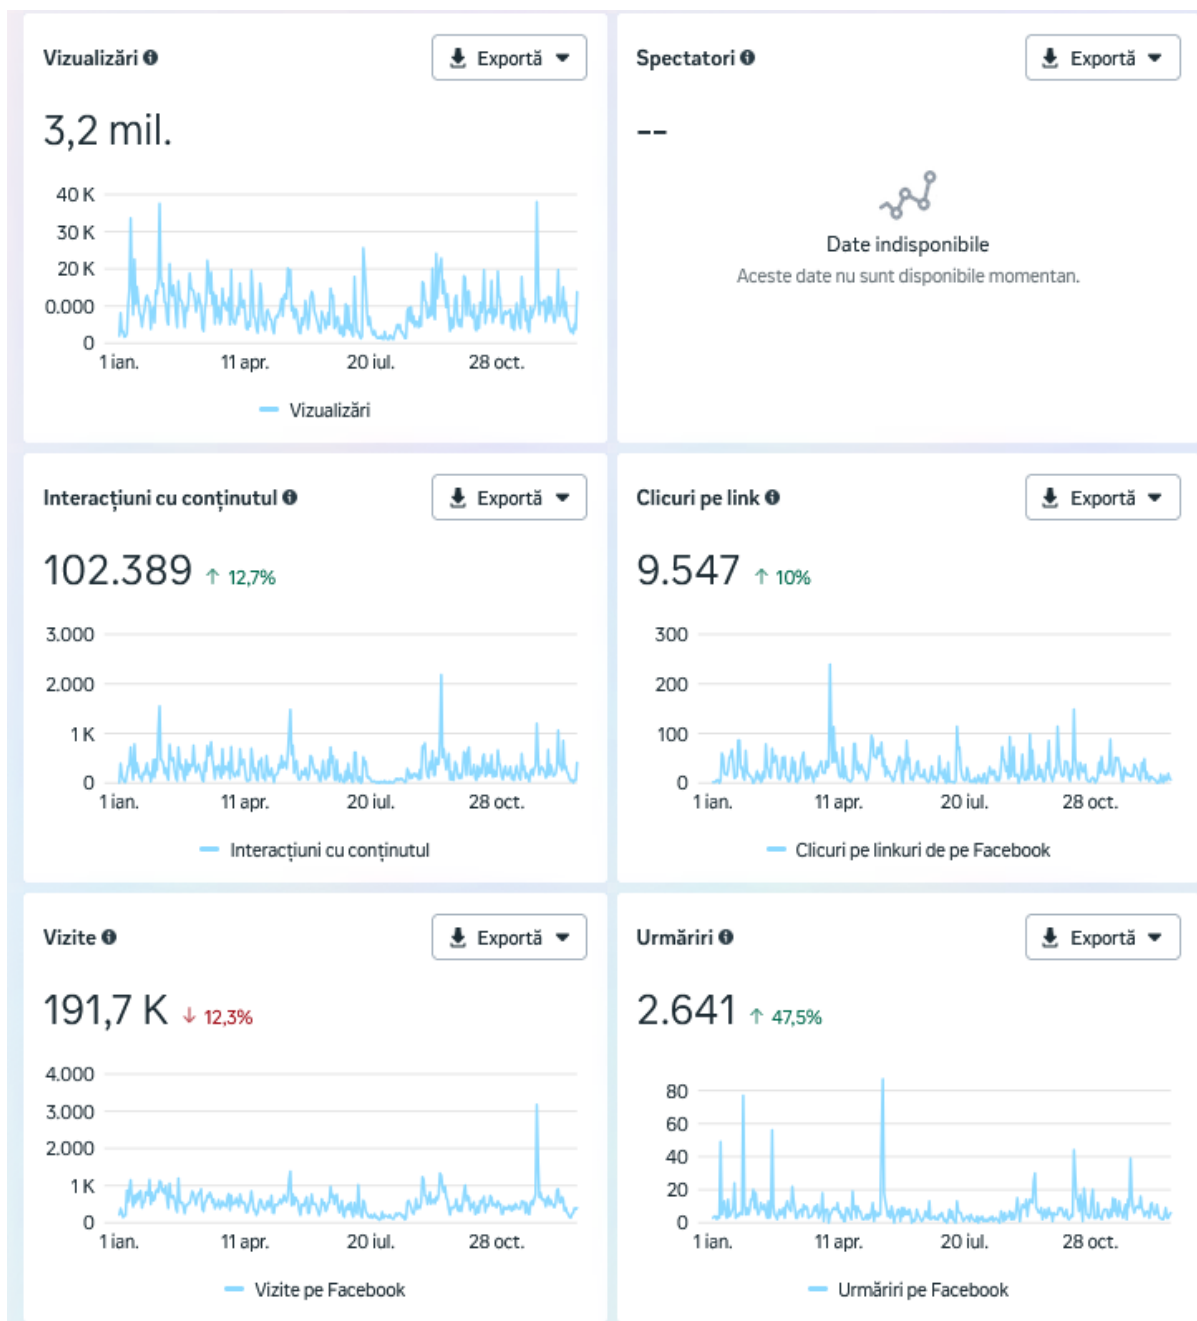 Vizualizări
Exportă
3,2 mil.
40 K
30 K
20 K
0.000
0
1 ian.
11 apr.
20 iul.
28 oct.
Vizualizări
Spectatori
Exportă
--
Date indisponibile
Aceste date nu sunt disponibile momentan.
Interacțiuni cu conținutul
Exportă
102.389 ↑ 12,7%
3.000
2.000
1 K
0
1 ian.
11 apr.
20 iul.
28 oct.
Interacțiuni cu conținutul
Clicuri pe link
Exportă
9.547 ↑ 10%
300
200
100
0
1 ian.
11 apr.
20 iul.
28 oct.
Clicuri pe linkuri de pe Facebook
Vizite
Exportă
191,7 K ↓ 12,3%
4.000
3.000
2.000
1 K
0
1 ian.
11 apr.
20 iul.
28 oct.
Vizite pe Facebook
Urmăriri
Exportă
2.641 ↑ 47,5%
80
60
40
20
0
1 ian.
11 apr.
20 iul.
28 oct.
Urmăriri pe Facebook